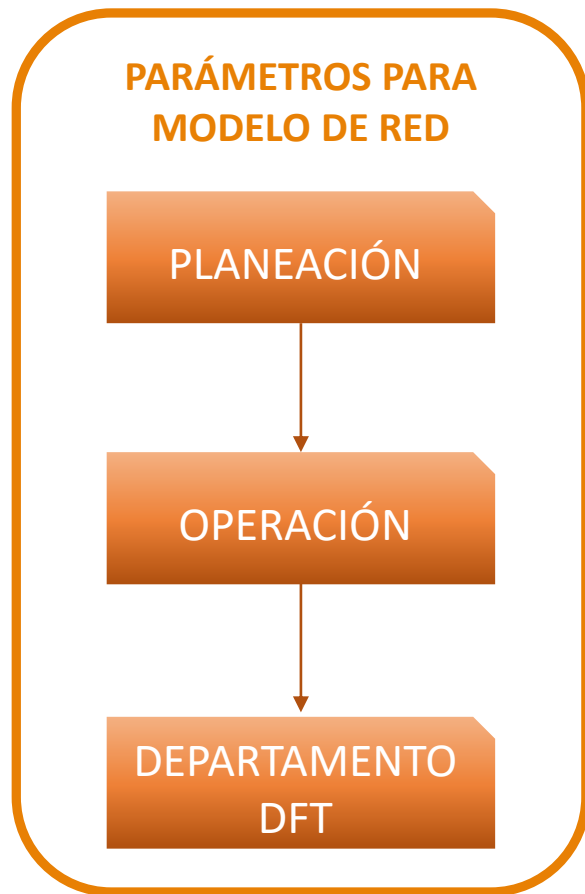 PARÁMETROS PARA
MODELO DE RED
PLANEACIÓN
OPERACIÓN
DEPARTAMENTO
DFT